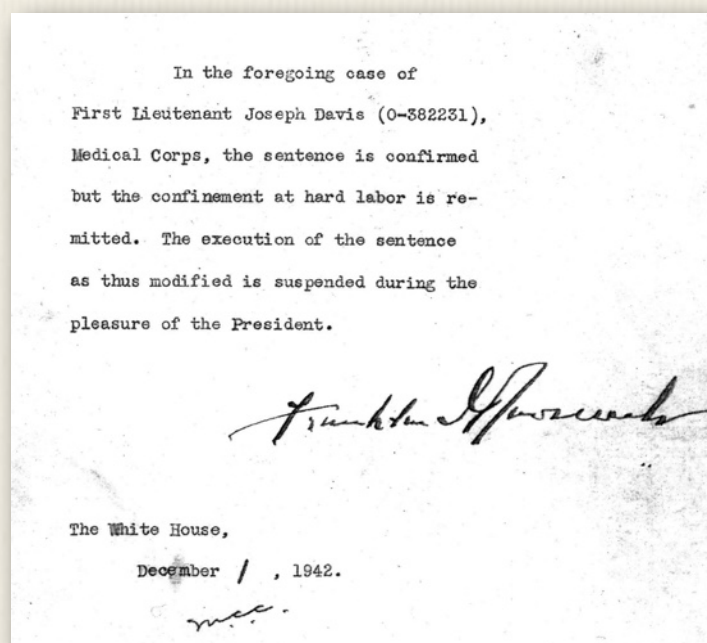 In the foregoing case of
First Lieutenant Joseph Davis (0-382231),
Medical Corps, the sentence is confirmed
but the confinement at hard labor is re-
mitted. The execution of the sentence
as thus modified is suspended during the
pleasure of the President.
Franklin D Roosevelt
The White House,
December 1, 1942.